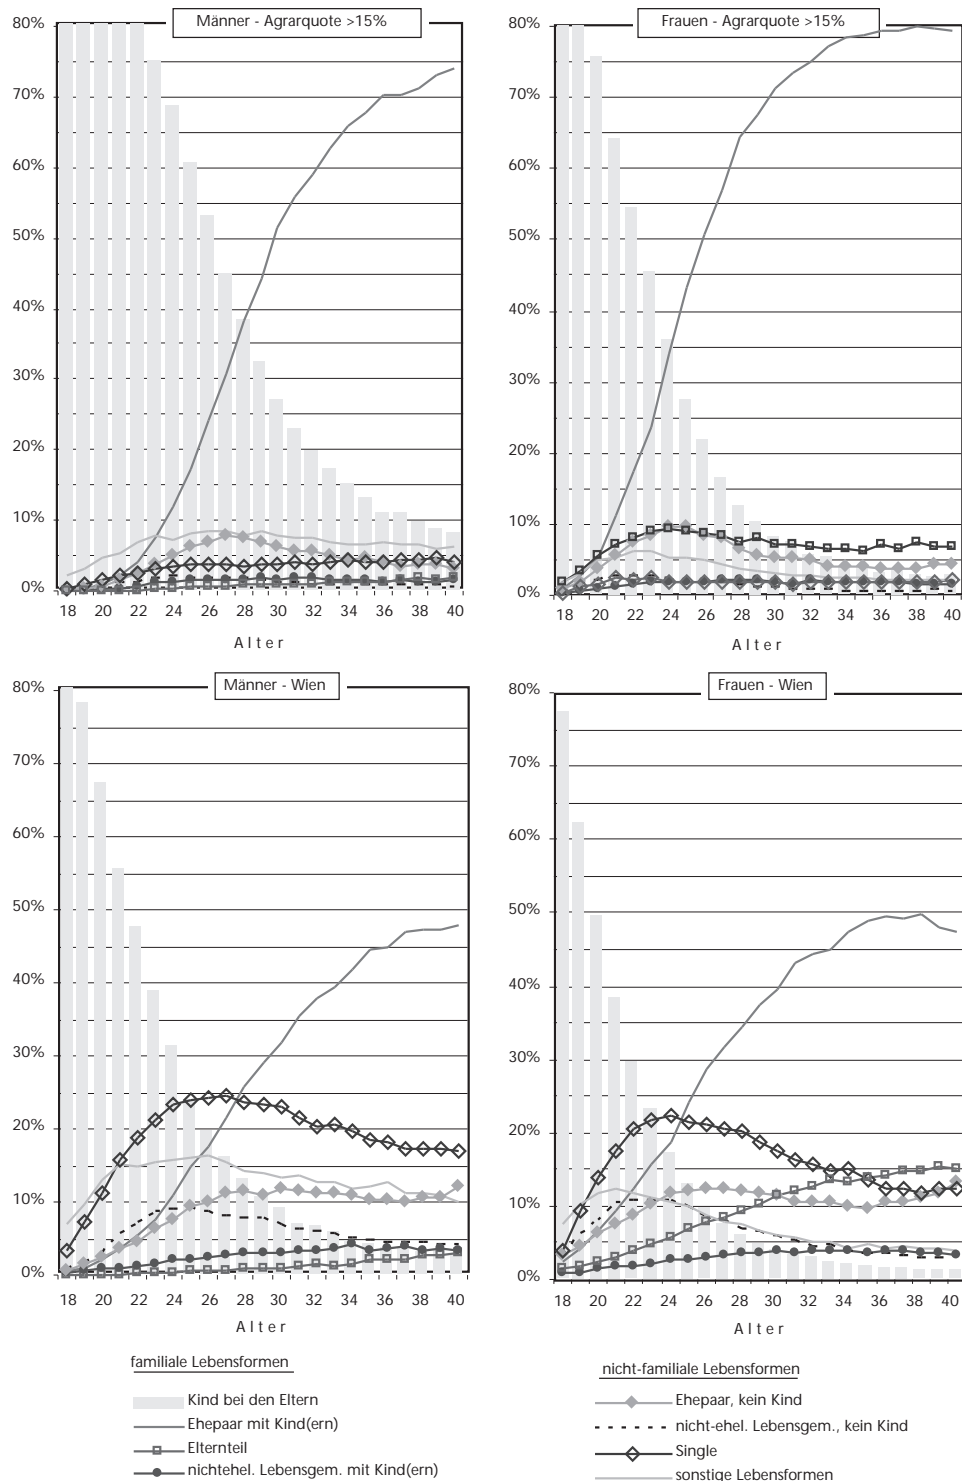 Männer - Agrarquote >15%
80%
70%
60%
50%
40%
30%
20%
10%
0%
18 20 22 24 26 28 30 32 34 36 38 40
Alter
Frauen - Agrarquote >15%
80%
70%
60%
50%
40%
30%
20%
10%
0%
18 20 22 24 26 28 30 32 34 36 38 40
Alter
Männer - Wien
80%
70%
60%
50%
40%
30%
20%
10%
0%
18 20 22 24 26 28 30 32 34 36 38 40
Alter
Frauen - Wien
80%
70%
60%
50%
40%
30%
20%
10%
0%
18 20 22 24 26 28 30 32 34 36 38 40
Alter
familiale Lebensformen
Kind bei den Eltern
Ehepaar mit Kind(ern)
Elternteil
nichtehel. Lebensgem. mit Kind(ern)
nicht-familiale Lebensformen
Ehepaar, kein Kind
nicht-ehel. Lebensgem., kein Kind
Single
sonstige Lebensformen